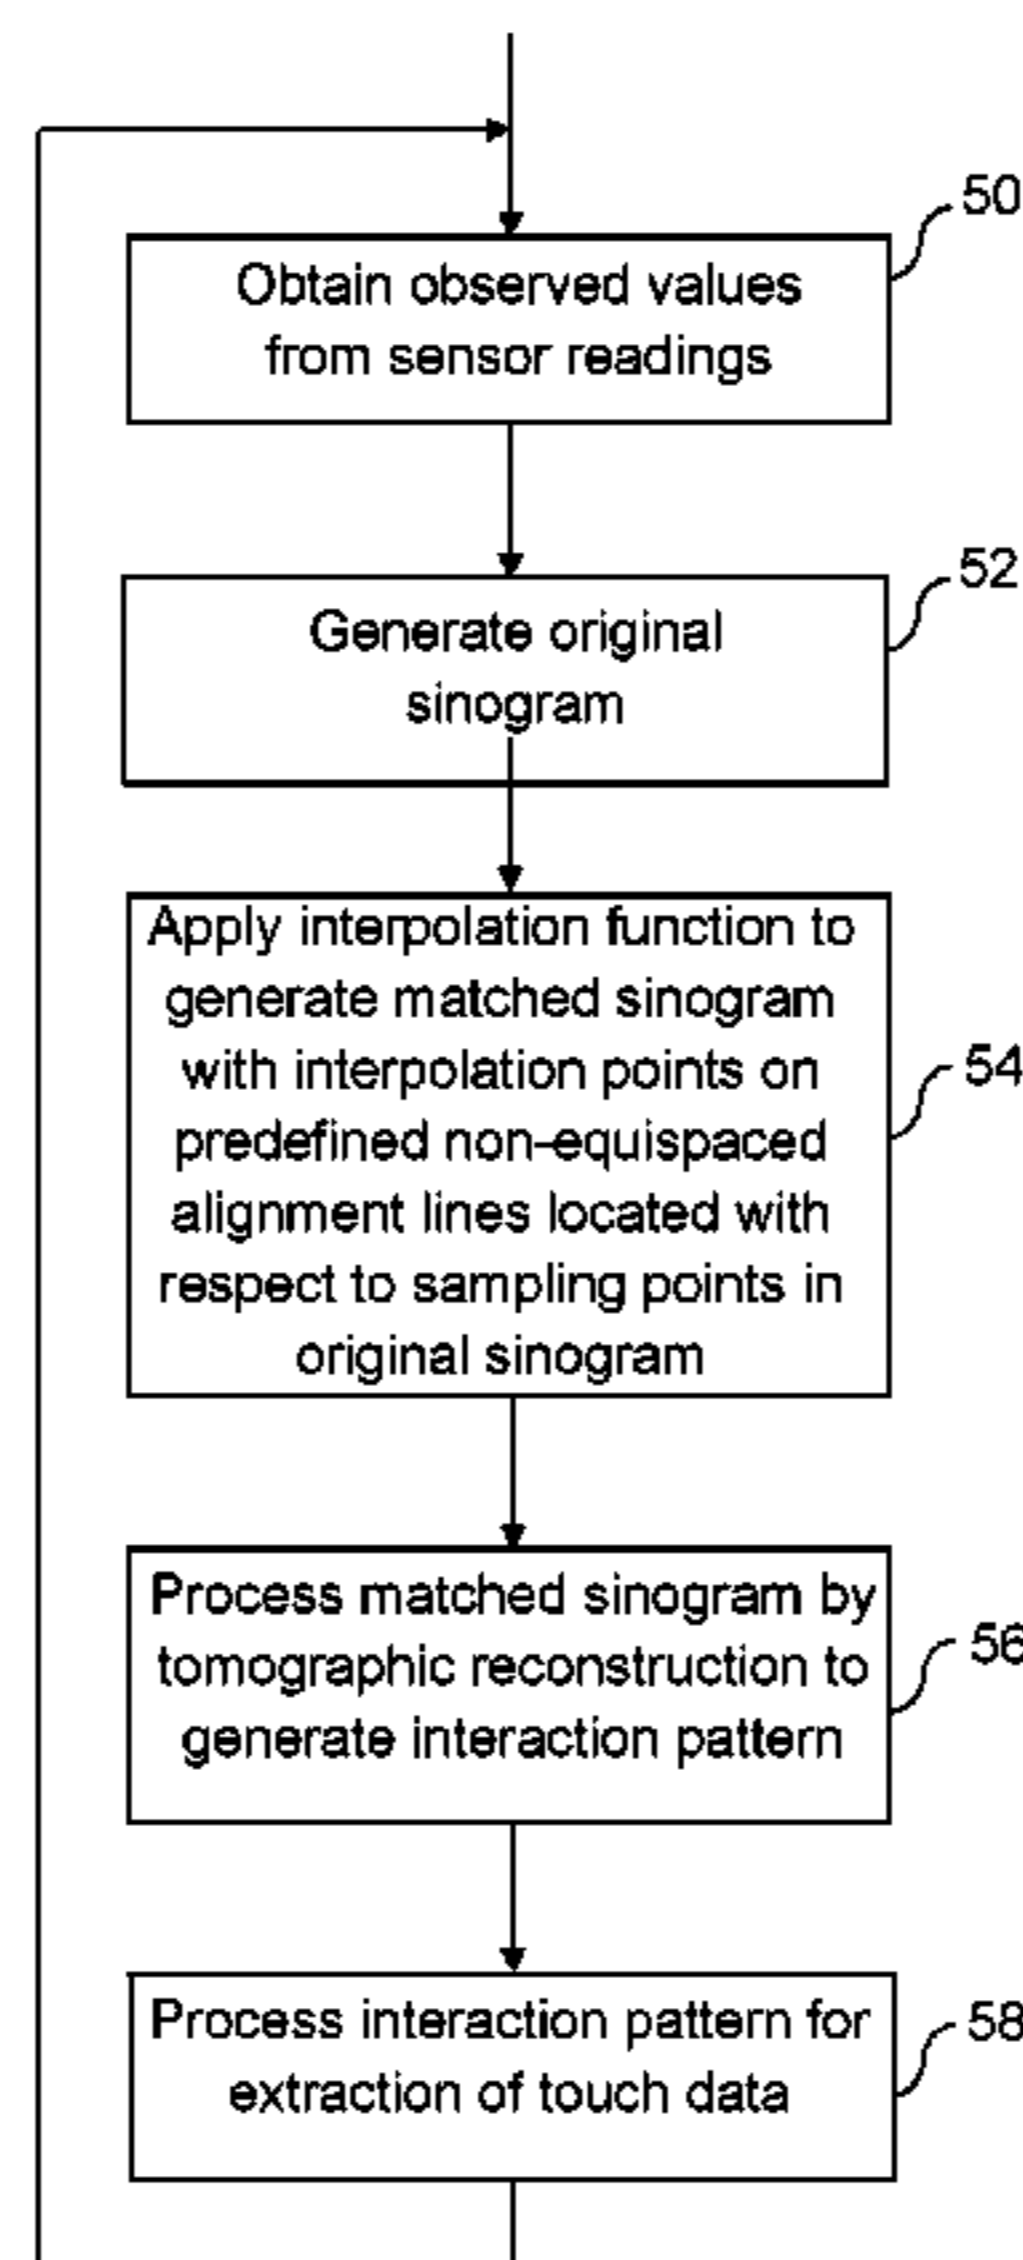 50
Obtain observed values
from sensor readings
52
Generate original
sinogram
Apply interpolation function to
generate matched sinogram
with interpolation points on
predefined non-equispaced
alignment lines located with
respect to sampling points in
original sinogram
54
Process matched sinogram by
tomographic reconstruction to
generate interaction pattern
56
Process interaction pattern for
extraction of touch data
58